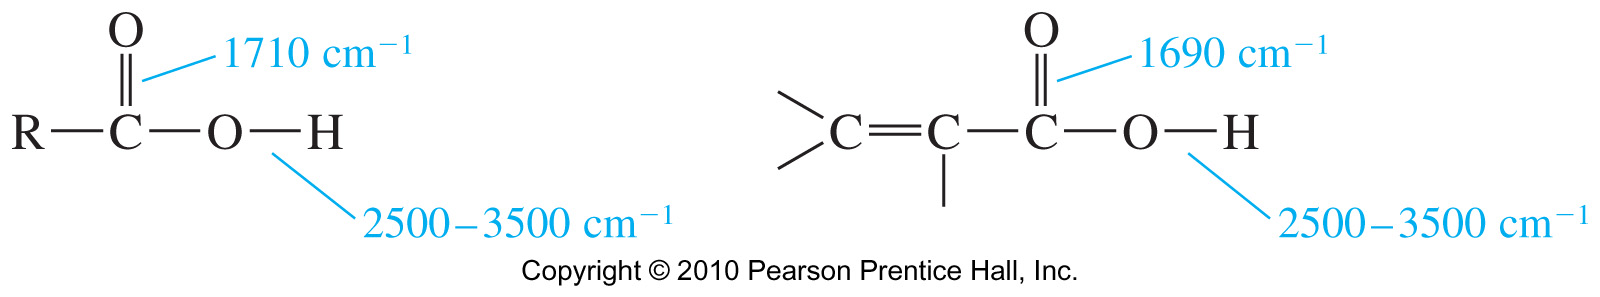 O O
1710 cm⁻¹ 1690 cm⁻¹
R—C—O—H C=C—C—O—H
2500–3500 cm⁻¹ 2500–3500 cm⁻¹
Copyright © 2010 Pearson Prentice Hall, Inc.